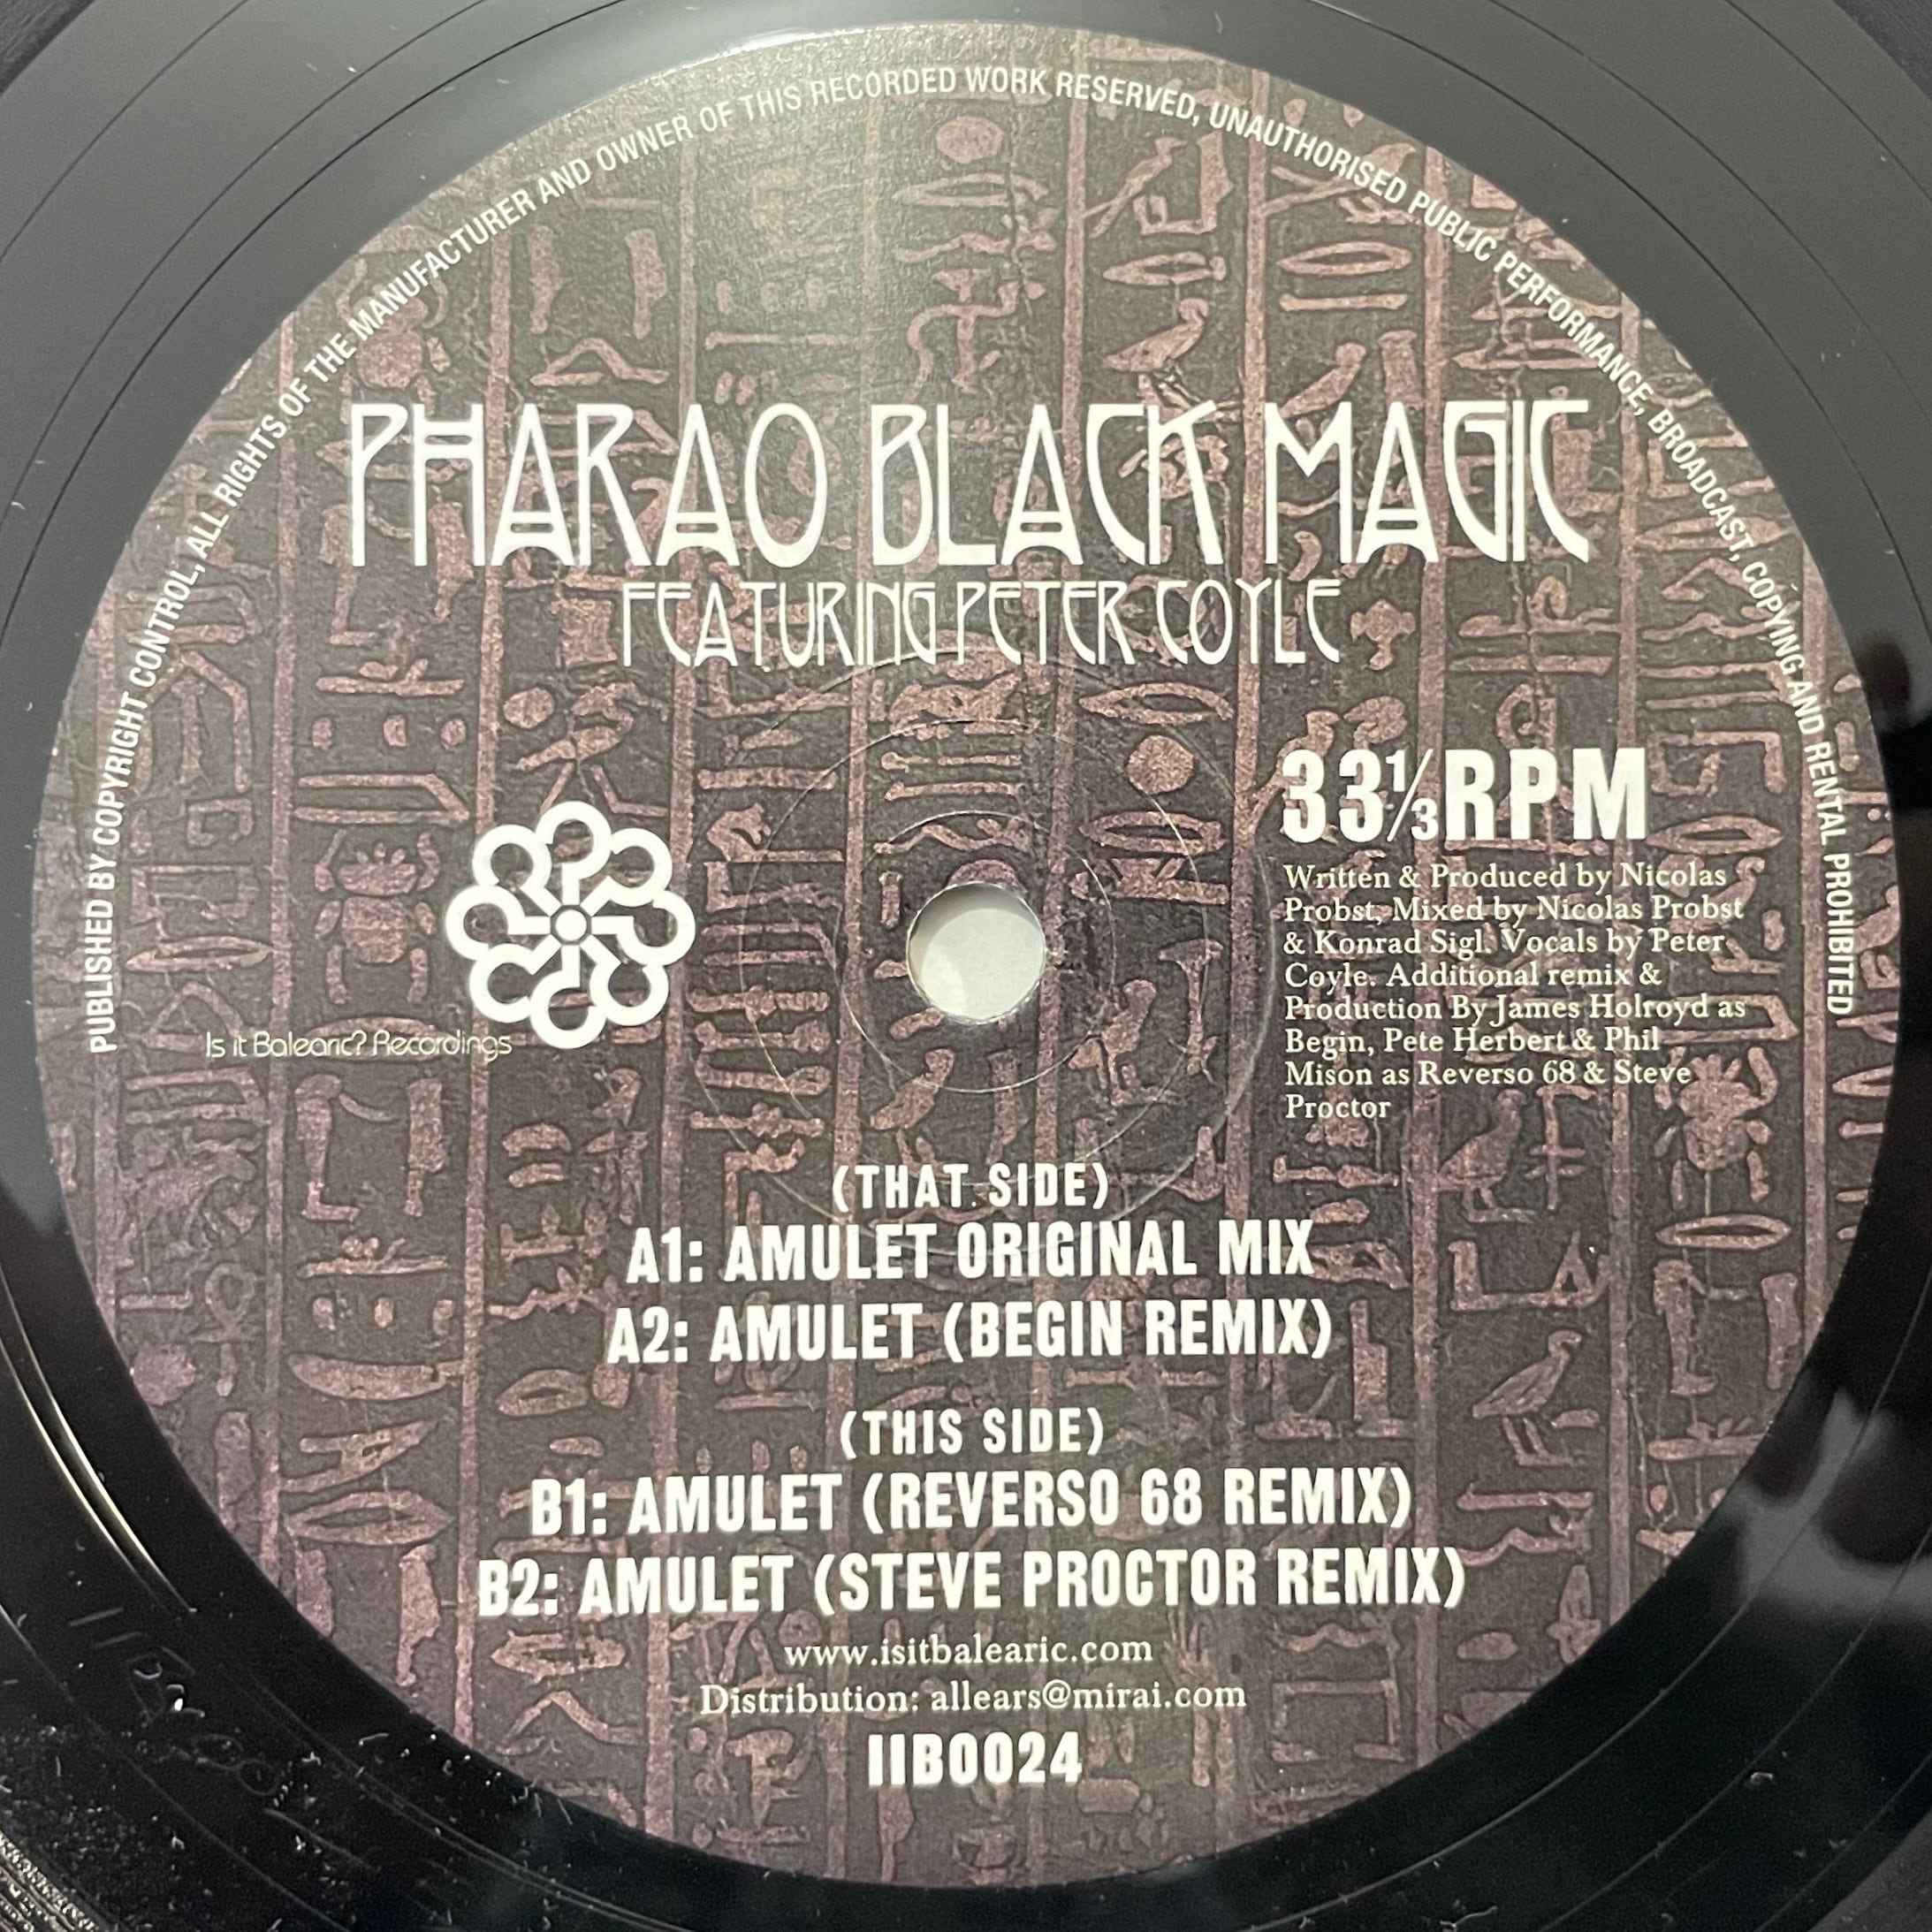 PUBLISHED BY COPYRIGHT CONTROL, ALL RIGHTS OF THE MANUFACTURER AND OWNER OF THIS RECORDED WORK RESERVED, UNAUTHORISED PUBLIC PERFORMANCE, BROADCAST, COPYING AND RENTAL PROHIBITED
PHARAO BLACK MAGIC
FEATURING PETER COYLE
33⅓RPM
Written & Produced by Nicolas
Probst, Mixed by Nicolas Probst
& Konrad Sigl. Vocals by Peter
Coyle. Additional remix &
Production By James Holroyd as
Begin, Pete Herbert & Phil
Mison as Reverso 68 & Steve
Proctor
Is it Balearic? Recordings
(THAT SIDE)
A1: AMULET ORIGINAL MIX
A2: AMULET (BEGIN REMIX)
(THIS SIDE)
B1: AMULET (REVERSO 68 REMIX)
B2: AMULET (STEVE PROCTOR REMIX)
www.isitbalearic.com
Distribution: allears@mirai.com
IIB0024